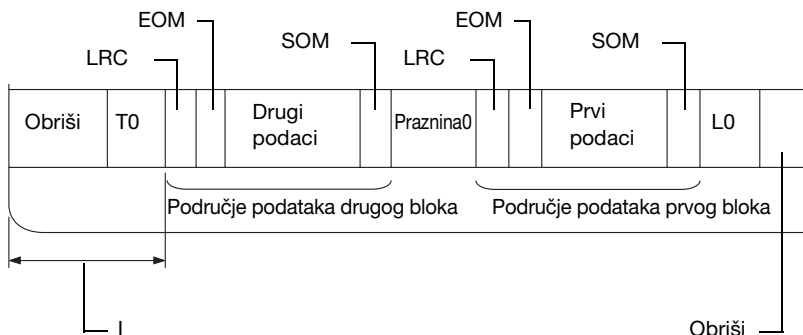 EOM
EOM
SOM
SOM
LRC
LRC
Obriši
T0
Drugi
podaci
Praznina0
Prvi
podaci
L0
Područje podataka drugog bloka
Područje podataka prvog bloka
L
Obriši